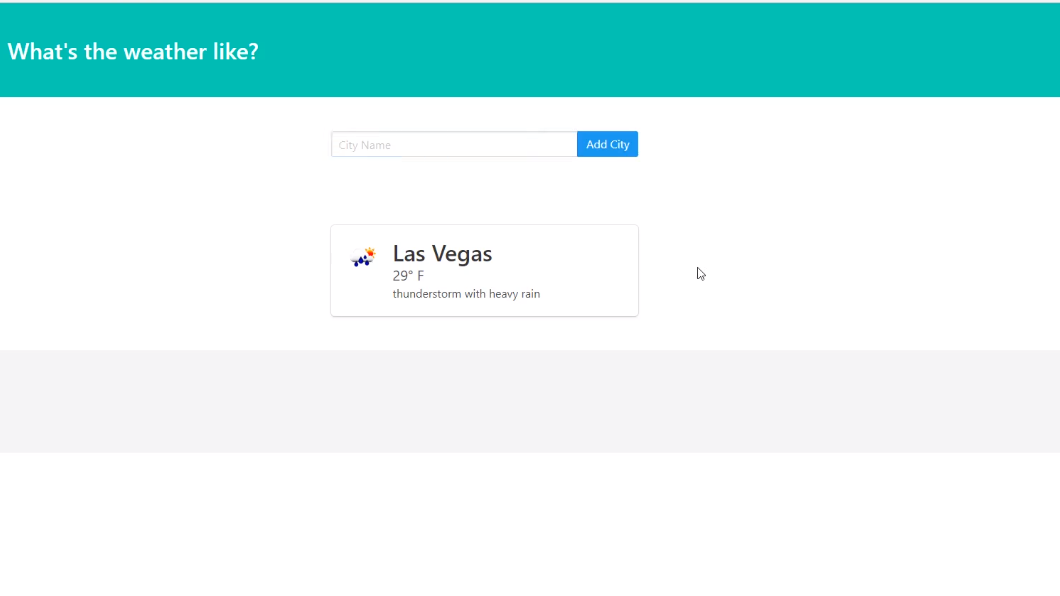 What's the weather like?
City Name
Add City
Las Vegas
29° F
thunderstorm with heavy rain